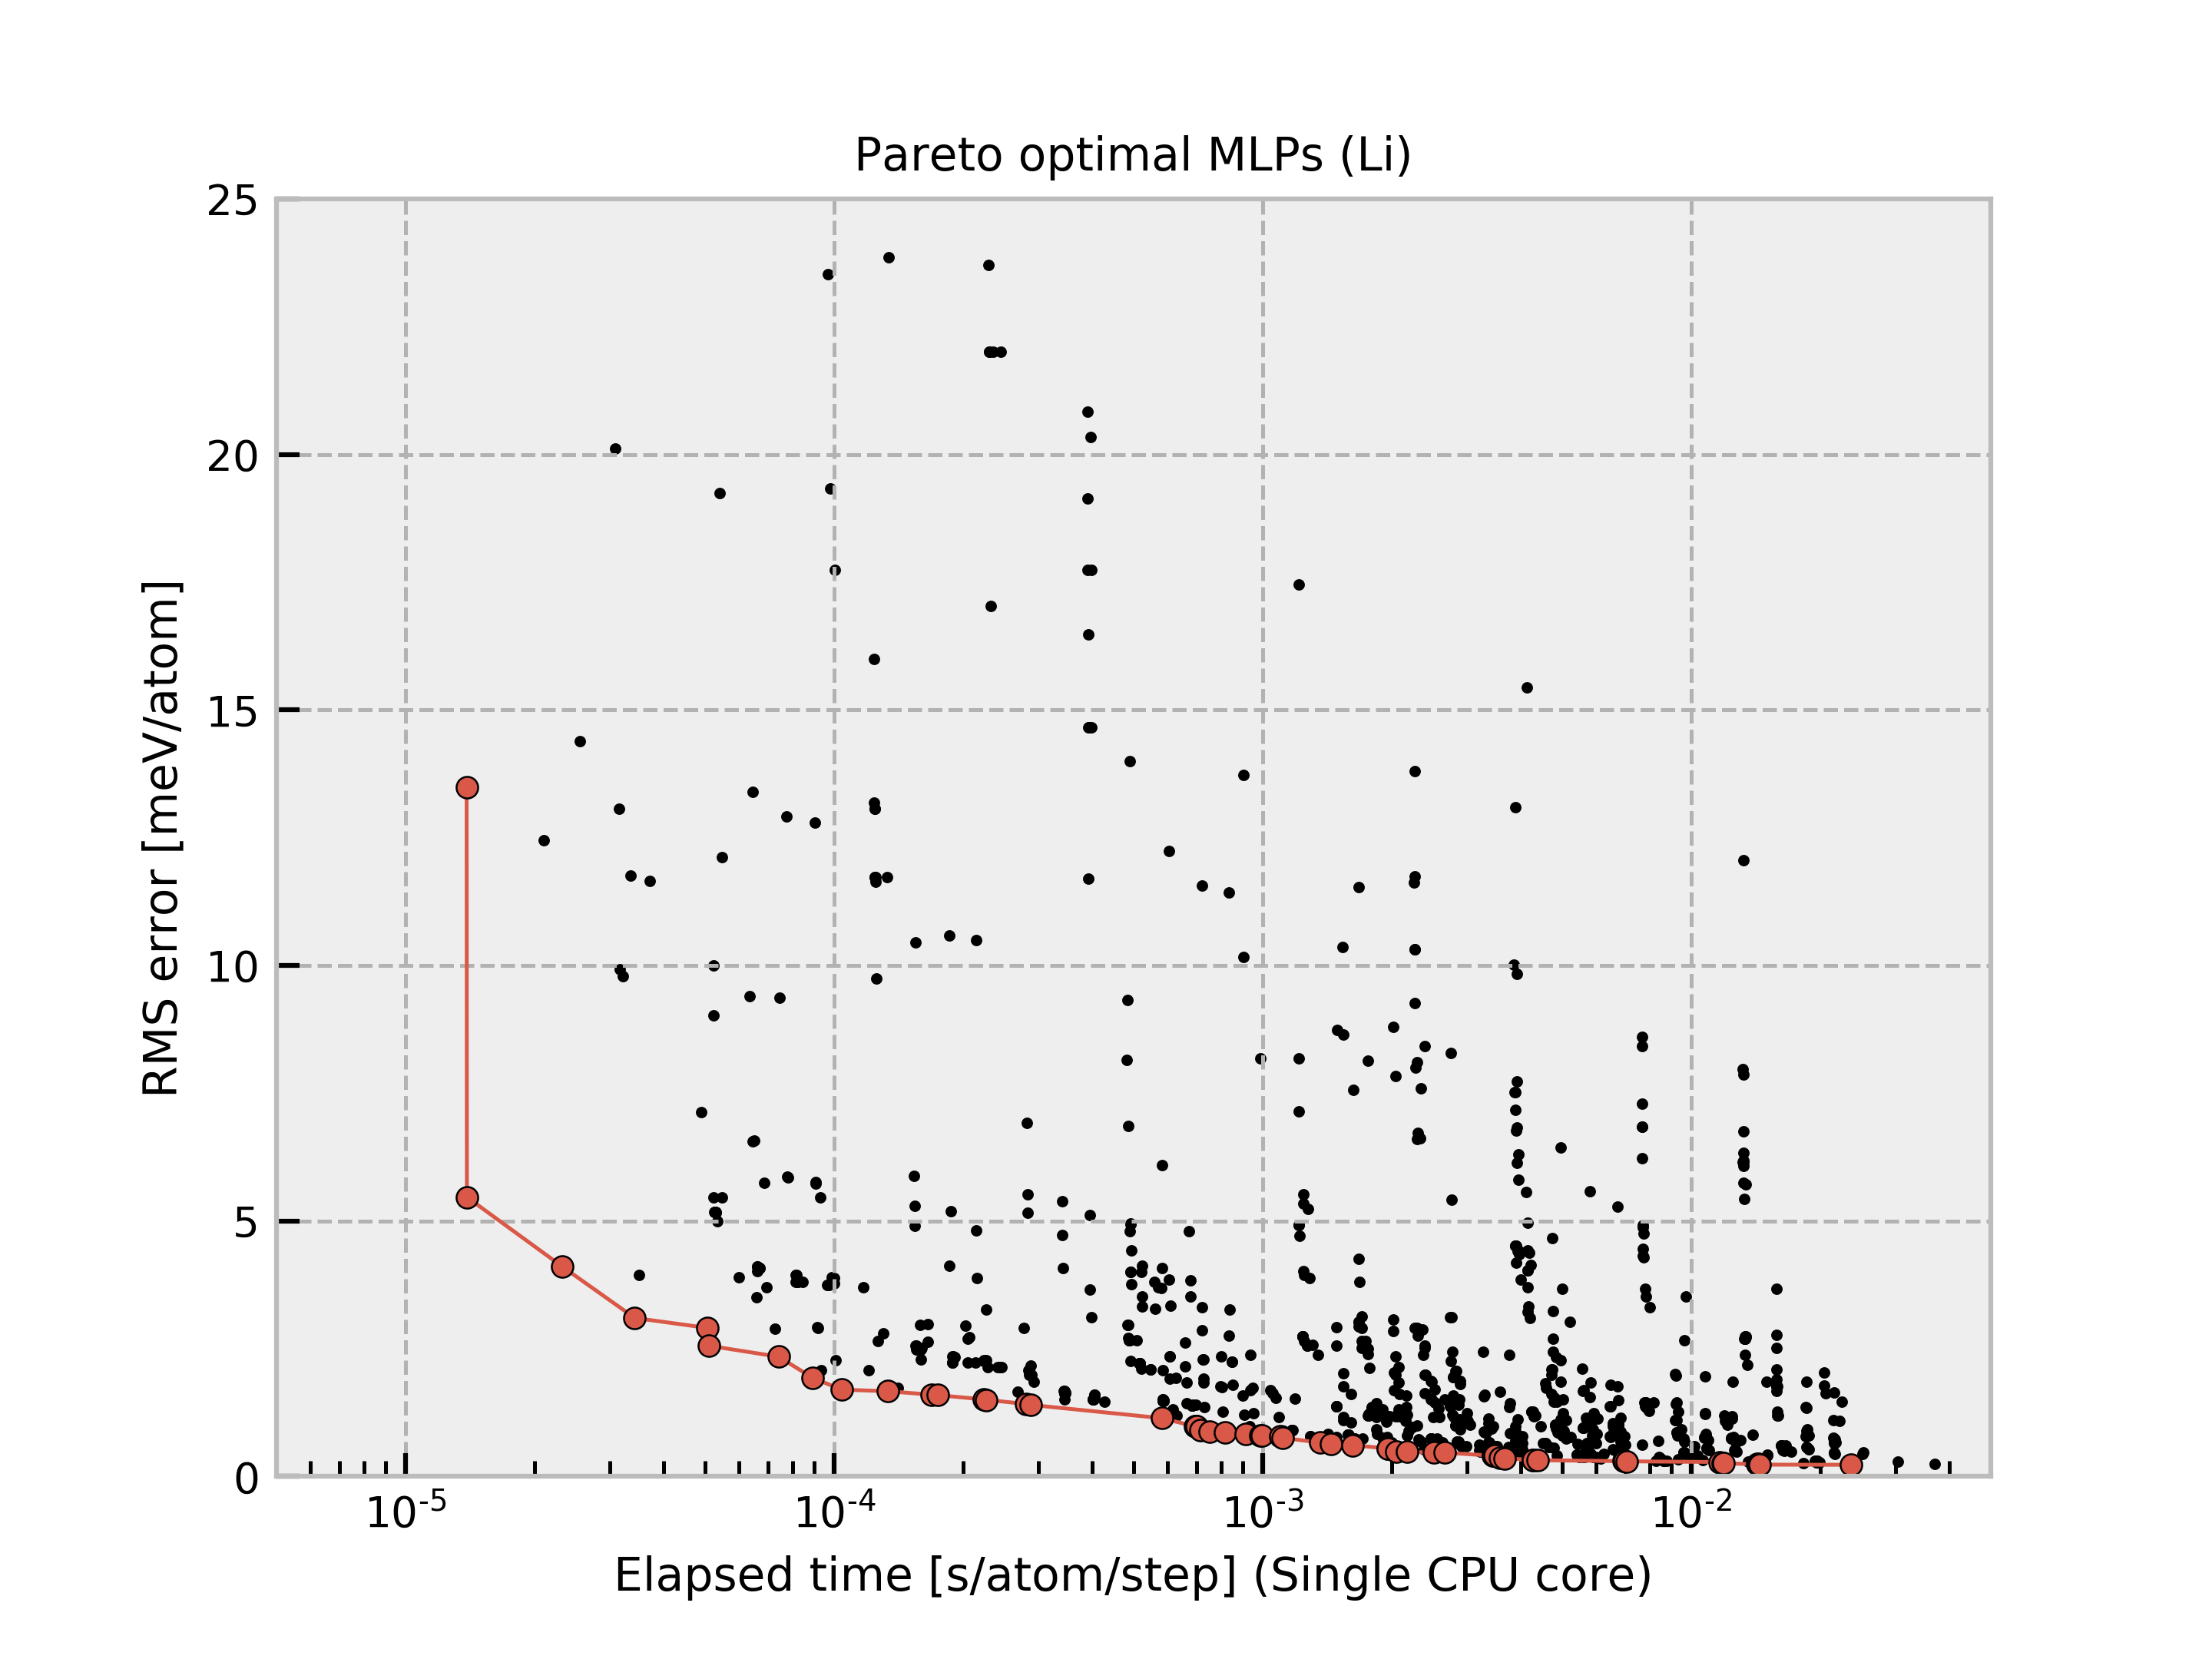 Pareto optimal MLPs (Li)
RMS error [meV/atom]
25
20
15
10
5
0
10-5 10-4 10-3 10-2
Elapsed time [s/atom/step] (Single CPU core)